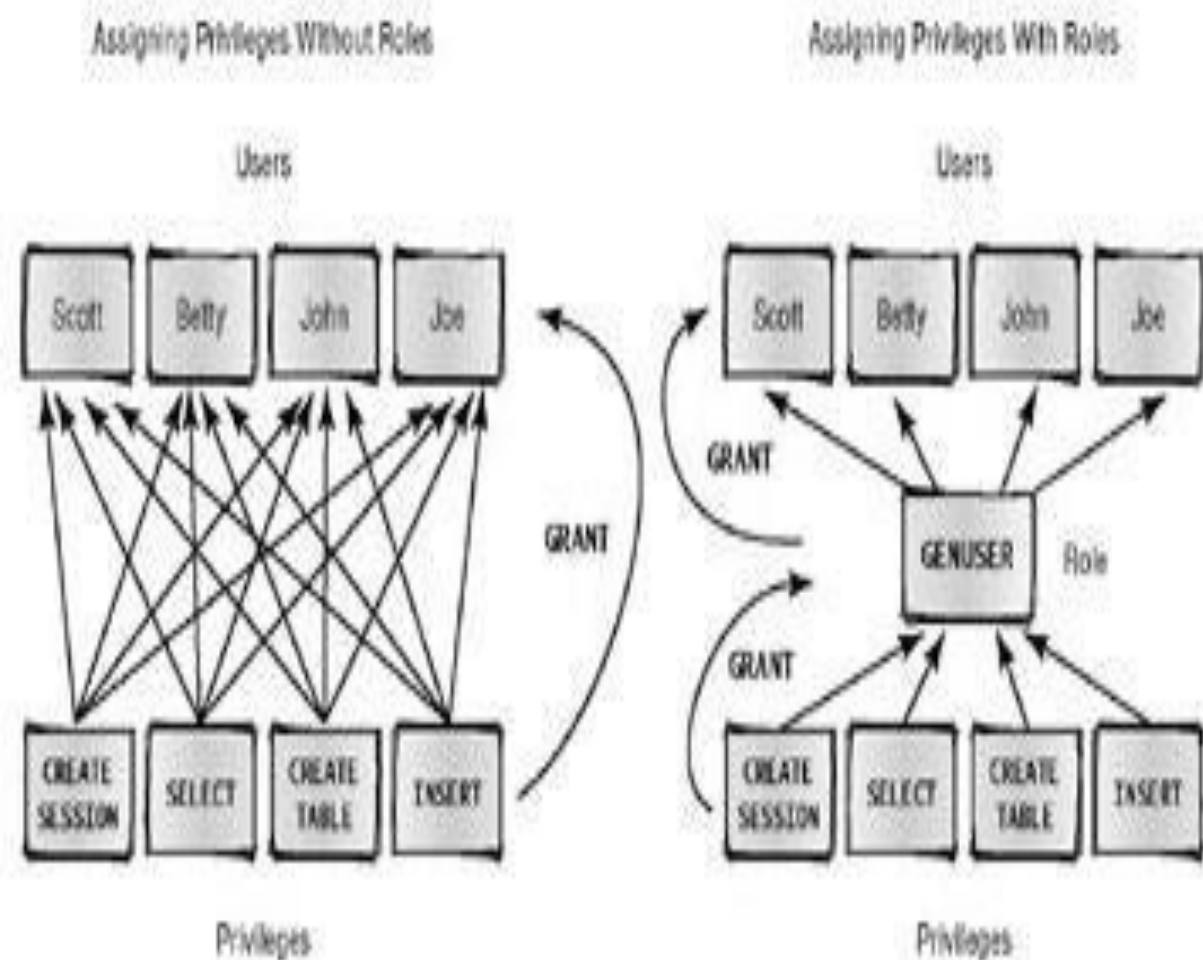 Assigning Privileges Without Roles
Users
Scott
Betty
John
Joe
GRANT
CREATE
SESSION
SELECT
CREATE
TABLE
INSERT
Privileges
Assigning Privileges With Roles
Users
Scott
Betty
John
Joe
GRANT
GENUSER
Role
GRANT
CREATE
SESSION
SELECT
CREATE
TABLE
INSERT
Privileges